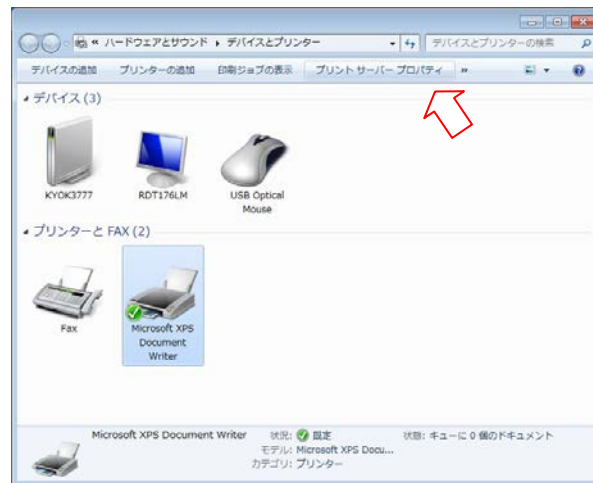 « ハードウェアとサウンド ▸ デバイスとプリンター
デバイスとプリンターの検索
デバイスの追加 プリンターの追加 印刷ジョブの表示 プリント サーバー プロパティ »
デバイス (3)
KYOK3777
RDT176LM
USB Optical
Mouse
プリンターと FAX (2)
Fax
Microsoft XPS
Document
Writer
Microsoft XPS Document Writer 状況: 既定 状態: キューに 0 個のドキュメント
モデル: Microsoft XPS Docu...
カテゴリ: プリンター